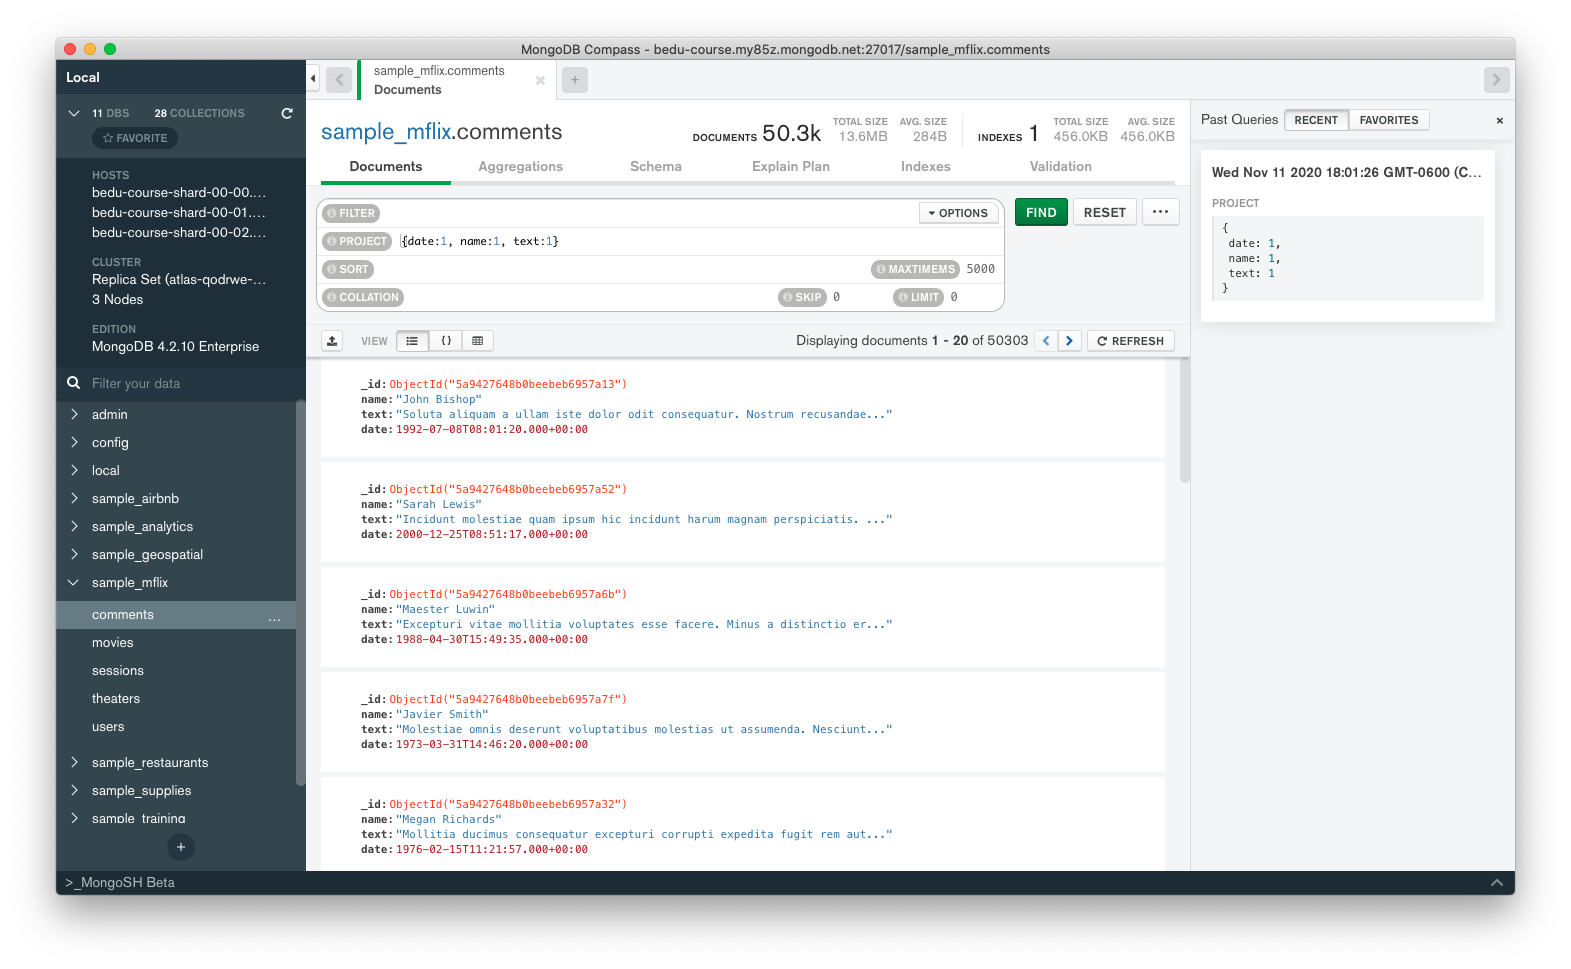 MongoDB Compass - bedu-course.my85z.mongodb.net:27017/sample_mflix.comments
Local
11 DBS 28 COLLECTIONS
FAVORITE
HOSTS
bedu-course-shard-00-00....
bedu-course-shard-00-01....
bedu-course-shard-00-02....
CLUSTER
Replica Set (atlas-qodrwe-...
3 Nodes
EDITION
MongoDB 4.2.10 Enterprise
Filter your data
admin
config
local
sample_airbnb
sample_analytics
sample_geospatial
sample_mflix
comments ...
movies
sessions
theaters
users
sample_restaurants
sample_supplies
sample_training
+
>_MongoSH Beta
sample_mflix.comments
Documents
+
sample_mflix.comments
DOCUMENTS 50.3k TOTAL SIZE 13.6MB AVG. SIZE 284B
INDEXES 1 TOTAL SIZE 456.0KB AVG. SIZE 456.0KB
Documents Aggregations Schema Explain Plan Indexes Validation
FILTER OPTIONS FIND RESET ...
PROJECT {date:1, name:1, text:1}
SORT MAXTIMEMS 5000
COLLATION SKIP 0 LIMIT 0
VIEW {} Displaying documents 1 - 20 of 50303 REFRESH
_id: ObjectId("5a9427648b0beebeb6957a13")
name: "John Bishop"
text: "Soluta aliquam a ullam iste dolor odit consequatur. Nostrum recusandae..."
date: 1992-07-08T08:01:20.000+00:00
_id: ObjectId("5a9427648b0beebeb6957a52")
name: "Sarah Lewis"
text: "Incidunt molestiae quam ipsum hic incidunt harum magnam perspiciatis. ..."
date: 2000-12-25T08:51:17.000+00:00
_id: ObjectId("5a9427648b0beebeb6957a6b")
name: "Maester Luwin"
text: "Excepturi vitae mollitia voluptates esse facere. Minus a distinctio er..."
date: 1988-04-30T15:49:35.000+00:00
_id: ObjectId("5a9427648b0beebeb6957a7f")
name: "Javier Smith"
text: "Molestiae omnis deserunt voluptatibus molestias ut assumenda. Nesciunt..."
date: 1973-03-31T14:46:20.000+00:00
_id: ObjectId("5a9427648b0beebeb6957a32")
name: "Megan Richards"
text: "Mollitia ducimus consequatur excepturi corrupti expedita fugit rem aut..."
date: 1976-02-15T11:21:57.000+00:00
Past Queries RECENT FAVORITES ×
Wed Nov 11 2020 18:01:26 GMT-0600 (C...
PROJECT
{
date: 1,
name: 1,
text: 1
}